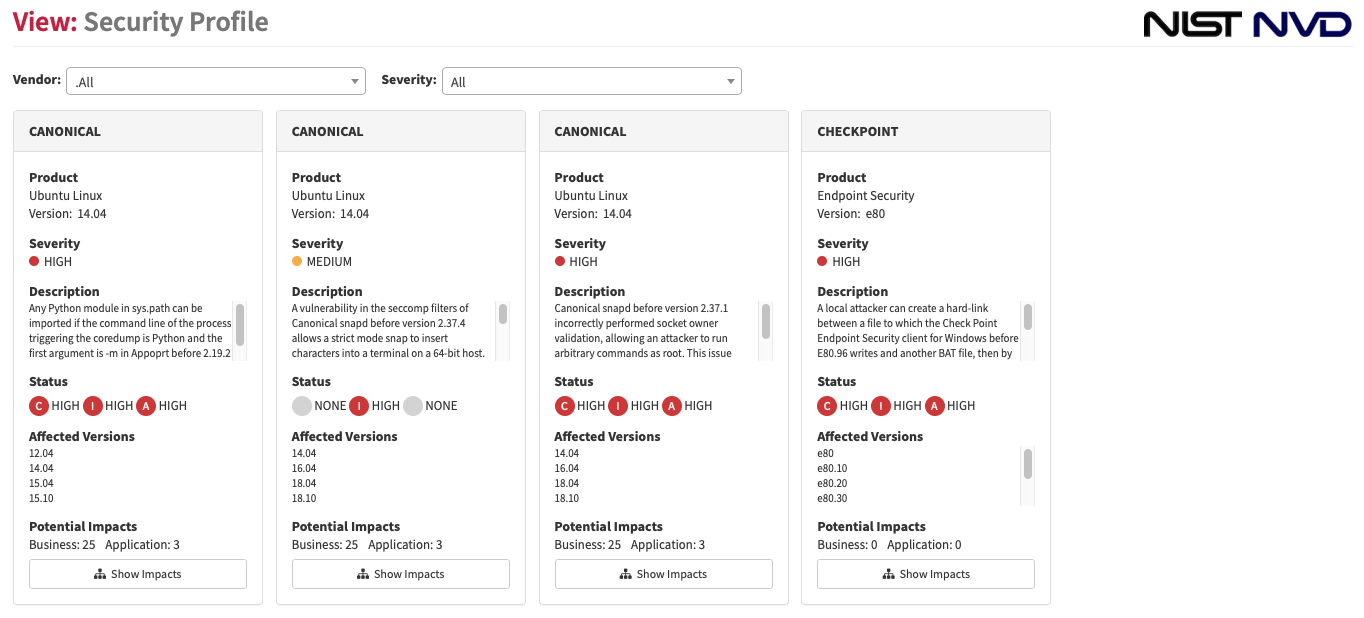 View: Security Profile
NIST NVD
Vendor: .All Severity: All
CANONICAL
Product
Ubuntu Linux
Version: 14.04
Severity
HIGH
Description
Any Python module in sys.path can be
imported if the command line of the process
triggering the coredump is Python and the
first argument is -m in Appoprt before 2.19.2
Status
C HIGH I HIGH A HIGH
Affected Versions
12.04
14.04
15.04
15.10
Potential Impacts
Business: 25 Application: 3
Show Impacts
CANONICAL
Product
Ubuntu Linux
Version: 14.04
Severity
MEDIUM
Description
A vulnerability in the seccomp filters of
Canonical snapd before version 2.37.4
allows a strict mode snap to insert
characters into a terminal on a 64-bit host.
Status
NONE I HIGH NONE
Affected Versions
14.04
16.04
18.04
18.10
Potential Impacts
Business: 25 Application: 3
Show Impacts
CANONICAL
Product
Ubuntu Linux
Version: 14.04
Severity
HIGH
Description
Canonical snapd before version 2.37.1
incorrectly performed socket owner
validation, allowing an attacker to run
arbitrary commands as root. This issue
Status
C HIGH I HIGH A HIGH
Affected Versions
14.04
16.04
18.04
18.10
Potential Impacts
Business: 25 Application: 3
Show Impacts
CHECKPOINT
Product
Endpoint Security
Version: e80
Severity
HIGH
Description
A local attacker can create a hard-link
between a file to which the Check Point
Endpoint Security client for Windows before
E80.96 writes and another BAT file, then by
Status
C HIGH I HIGH A HIGH
Affected Versions
e80
e80.10
e80.20
e80.30
Potential Impacts
Business: 0 Application: 0
Show Impacts